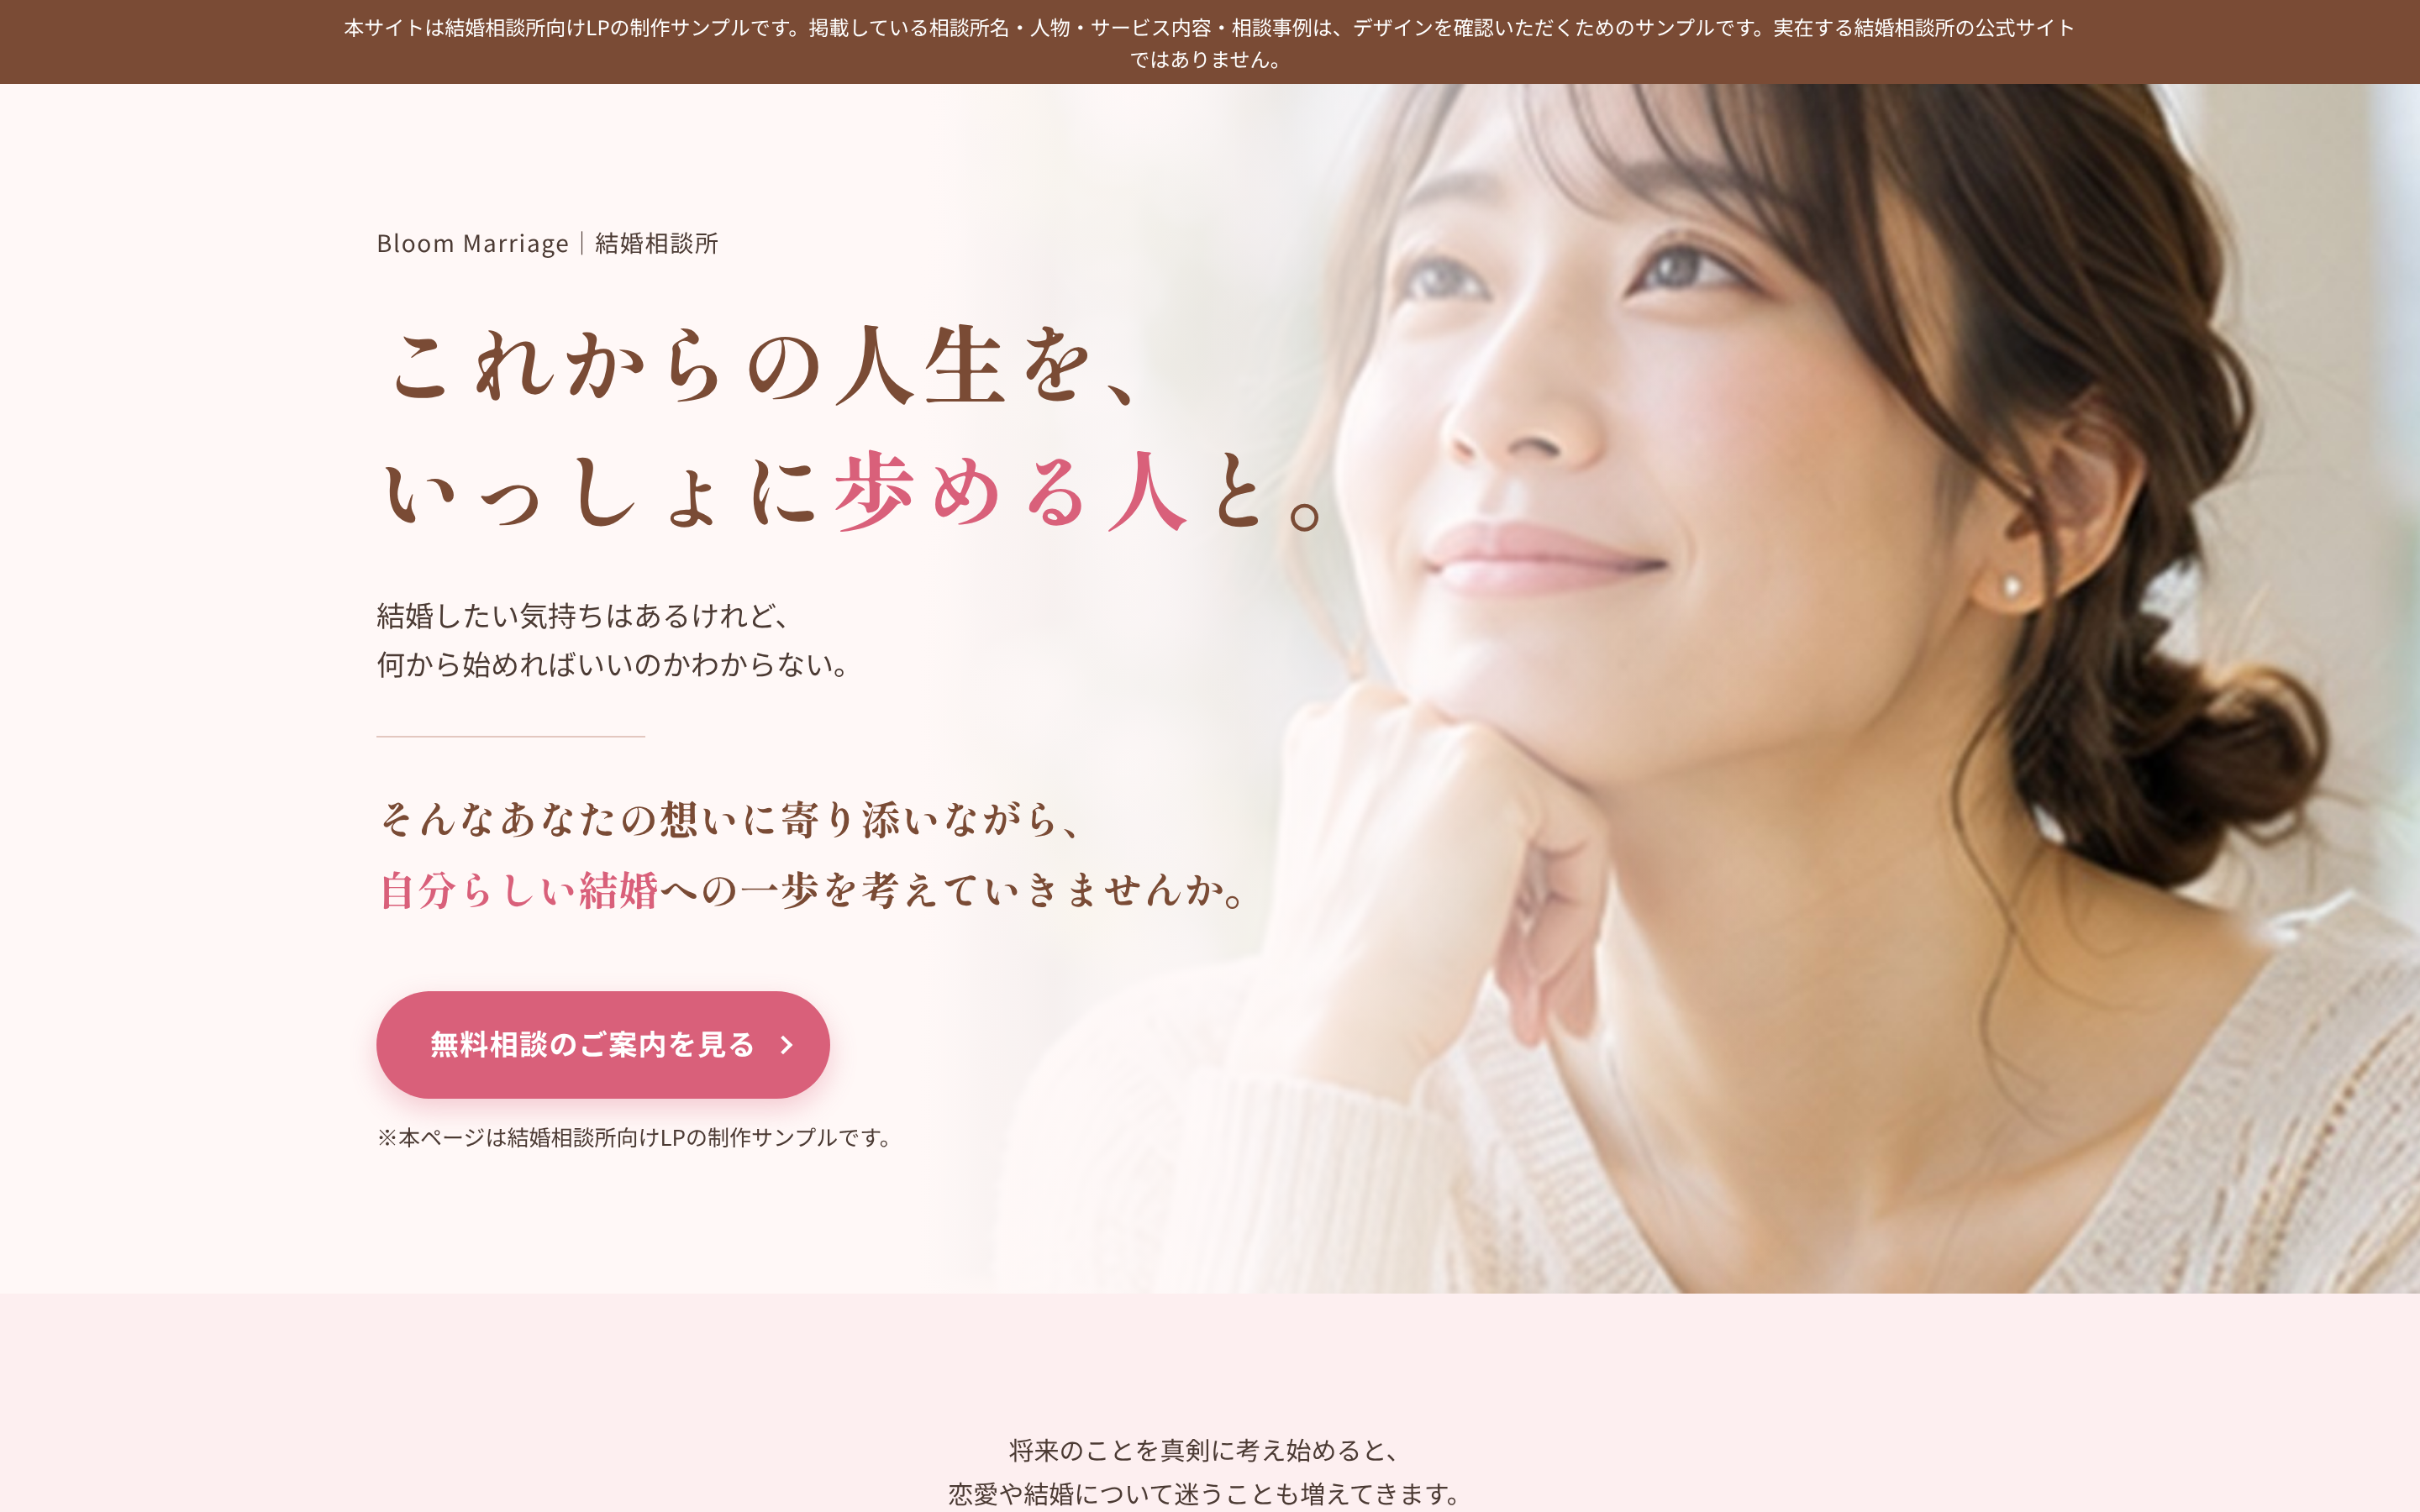 本サイトは結婚相談所向けLPの制作サンプルです。掲載している相談所名・人物・サービス内容・相談事例は、デザインを確認いただくためのサンプルです。実在する結婚相談所の公式サイト
ではありません。
Bloom Marriage｜結婚相談所
これからの人生を、
いっしょに歩める人と。
結婚したい気持ちはあるけれど、
何から始めればいいのかわからない。
そんなあなたの想いに寄り添いながら、
自分らしい結婚への一歩を考えていきませんか。
無料相談のご案内を見る
※本ページは結婚相談所向けLPの制作サンプルです。
将来のことを真剣に考え始めると、
恋愛や結婚について迷うことも増えてきます。